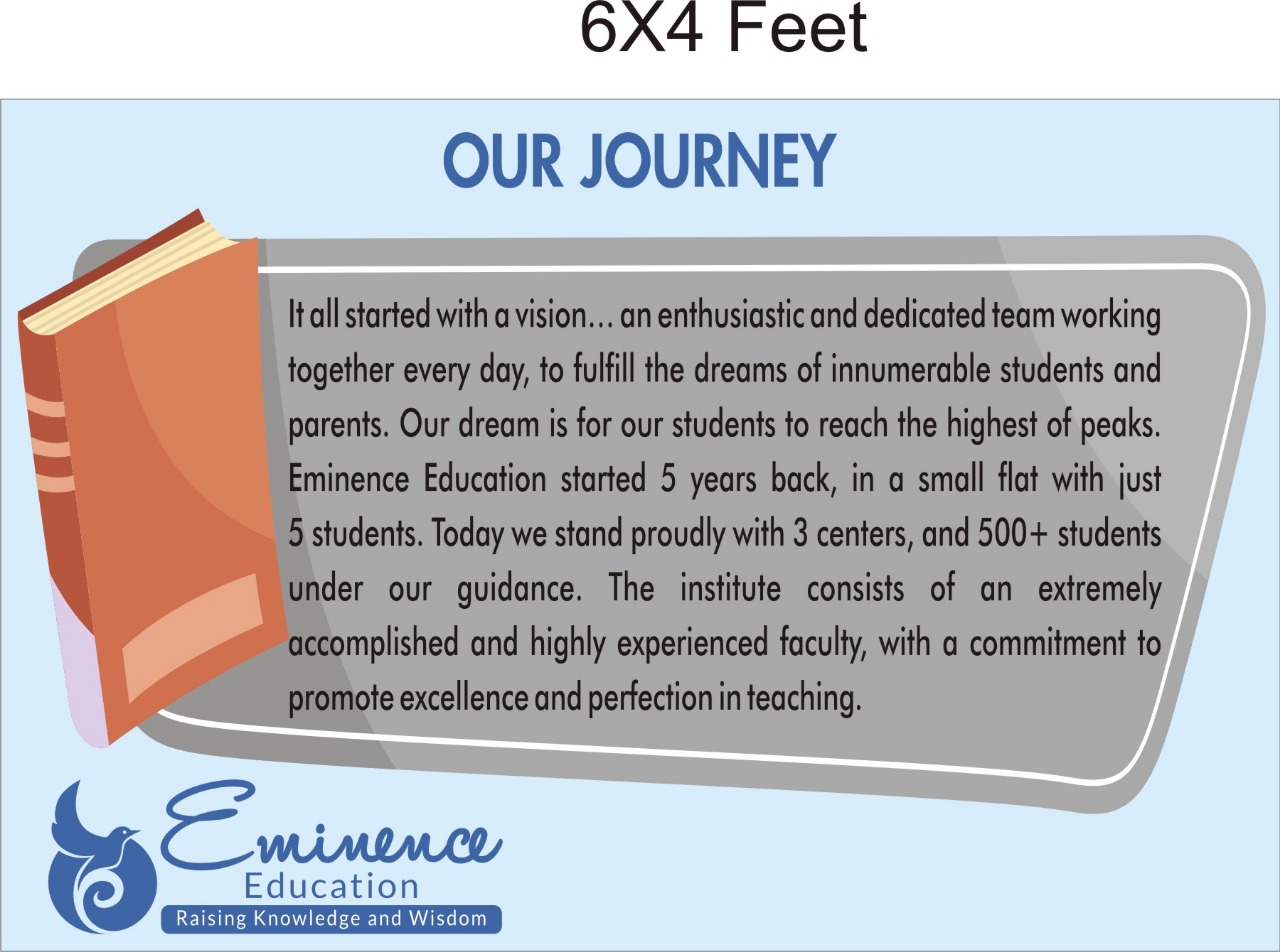 6X4 Feet
OUR JOURNEY
It all started with a vision... an enthusiastic and dedicated team working
together every day, to fulfill the dreams of innumerable students and
parents. Our dream is for our students to reach the highest of peaks.
Eminence Education started 5 years back, in a small flat with just
5 students. Today we stand proudly with 3 centers, and 500+ students
under our guidance. The institute consists of an extremely
accomplished and highly experienced faculty, with a commitment to
promote excellence and perfection in teaching.
Eminence
Education
Raising Knowledge and Wisdom